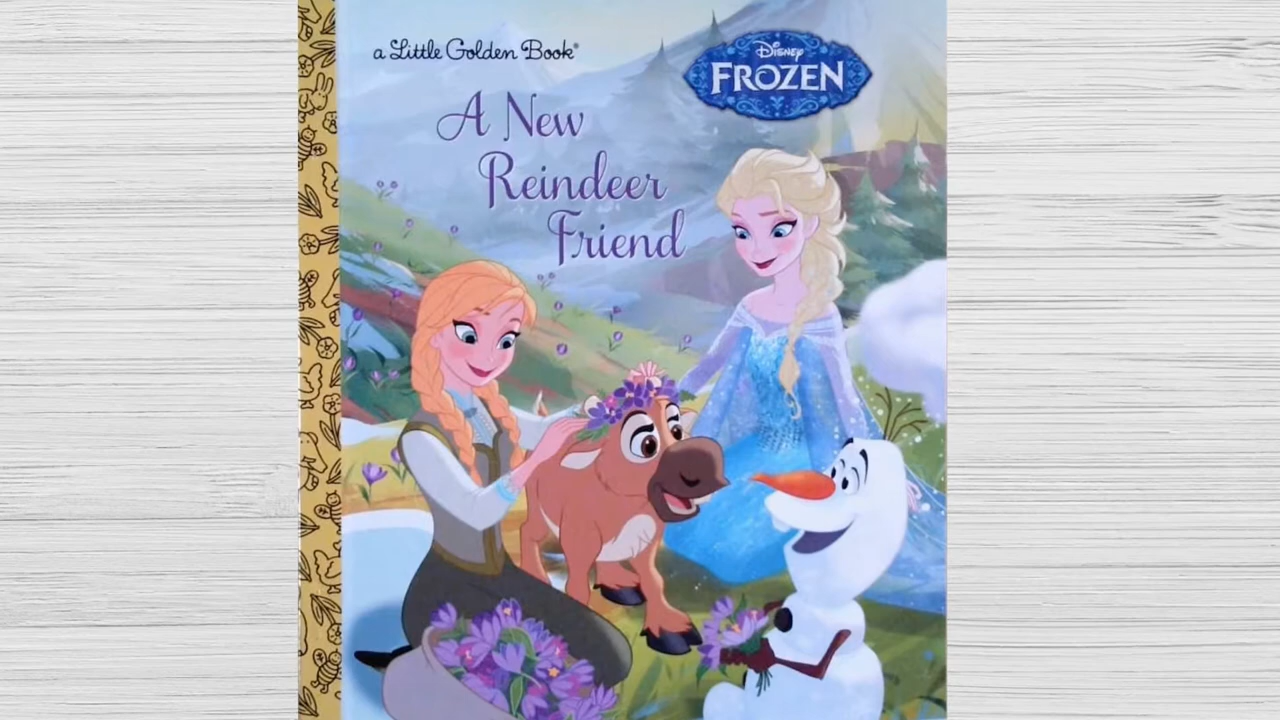 a Little Golden Book®
Disney
FROZEN
A New
Reindeer
Friend